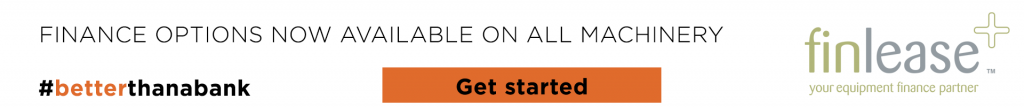 FINANCE OPTIONS NOW AVAILABLE ON ALL MACHINERY
#betterthanabank
Get started
finlease
TM
your equipment finance partner